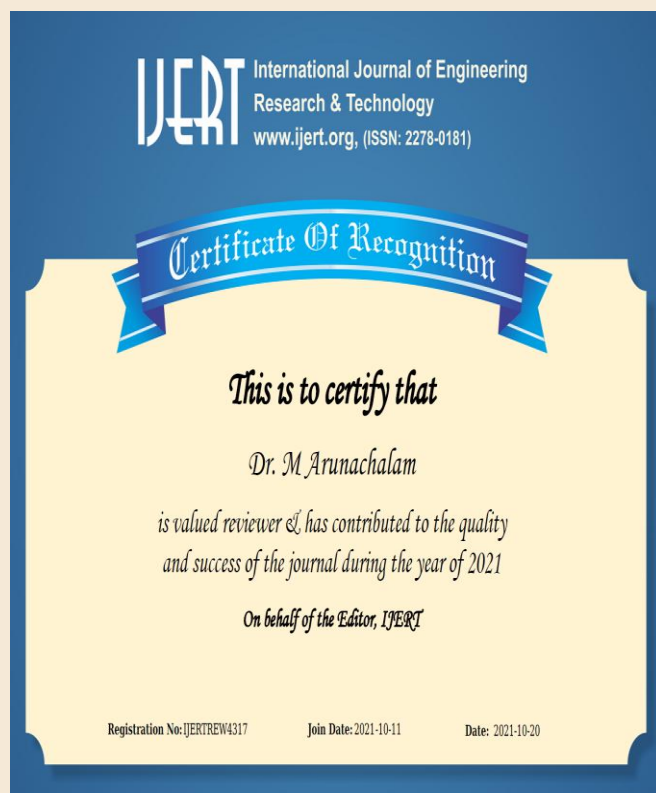 IJERT
International Journal of Engineering
Research & Technology
www.ijert.org, (ISSN: 2278-0181)
Certificate Of Recognition
This is to certify that
Dr. M Arunachalam
is valued reviewer & has contributed to the quality
and success of the journal during the year of 2021
On behalf of the Editor, IJERT
Registration No: IJERTREW4317 Join Date: 2021-10-11 Date: 2021-10-20